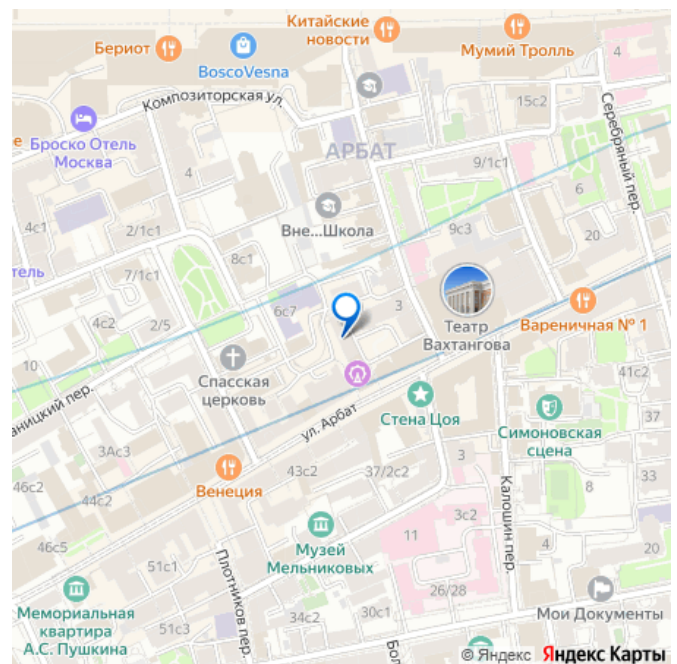 Китайские
новости
Бериот
Мумий Тролль
BoscoVesna
4
Композиторская ул.
15с2
Серебряный пер.
е
Броско Отель
Москва
АРБАТ
4
9/1с1
6
Вне...Школа
4с1
2/1с1
9с3
20
8с1
тель
7/1с1
6с7
3
4с2
2/5
Театр
Вахтангова
Вареничная № 1
10
Спасская
церковь
41с2
аницкий пер.
ул. Арбат
Стена Цоя
37
Симоновская
сцена
3Ас3
3
46с2
Венеция
43с2
37/2с2
33
44с2
Калошин пер.
8
3с2
11
46с5
Музей
Мельниковых
4
20
51с1
Плотников пер.
26/28
Мемориальная
квартира
А.С. Пушкина
34с2
30с1
Мои Документы
51с3
Бол
© Яндекс Яндекс Карты